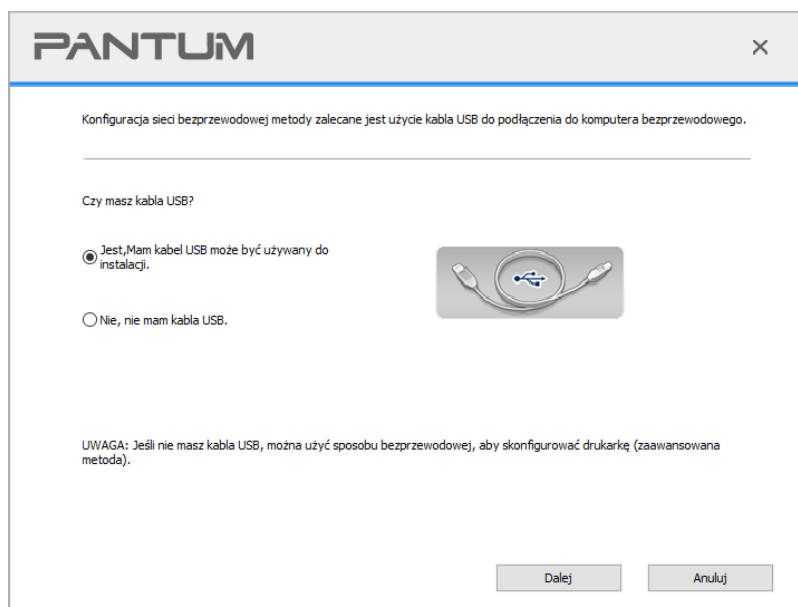 PANTUM
Konfiguracja sieci bezprzewodowej metody zalecane jest użycie kabla USB do podłączenia do komputera bezprzewodowego.
Czy masz kabla USB?
Jest,Mam kabel USB może być używany do
instalacji.
Nie, nie mam kabla USB.
UWAGA: Jeśli nie masz kabla USB, można użyć sposobu bezprzewodowej, aby skonfigurować drukarkę (zaawansowana
metoda).
Dalej
Anuluj